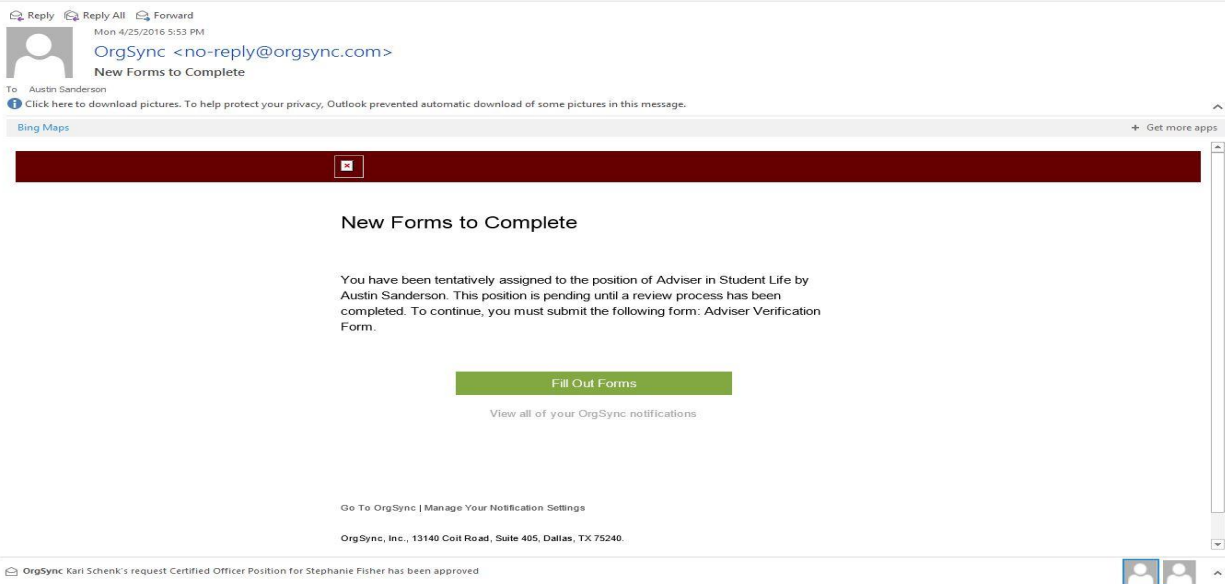 Reply Reply All Forward
Mon 4/25/2016 5:53 PM
OrgSync <no-reply@orgsync.com>
New Forms to Complete
To Austin Sanderson
Click here to download pictures. To help protect your privacy, Outlook prevented automatic download of some pictures in this message.
Bing Maps + Get more apps
New Forms to Complete
You have been tentatively assigned to the position of Adviser in Student Life by
Austin Sanderson. This position is pending until a review process has been
completed. To continue, you must submit the following form: Adviser Verification
Form.
Fill Out Forms
View all of your OrgSync notifications
Go To OrgSync | Manage Your Notification Settings
OrgSync, Inc., 13140 Coit Road, Suite 405, Dallas, TX 75240.
OrgSync Kari Schenk's request Certified Officer Position for Stephanie Fisher has been approved